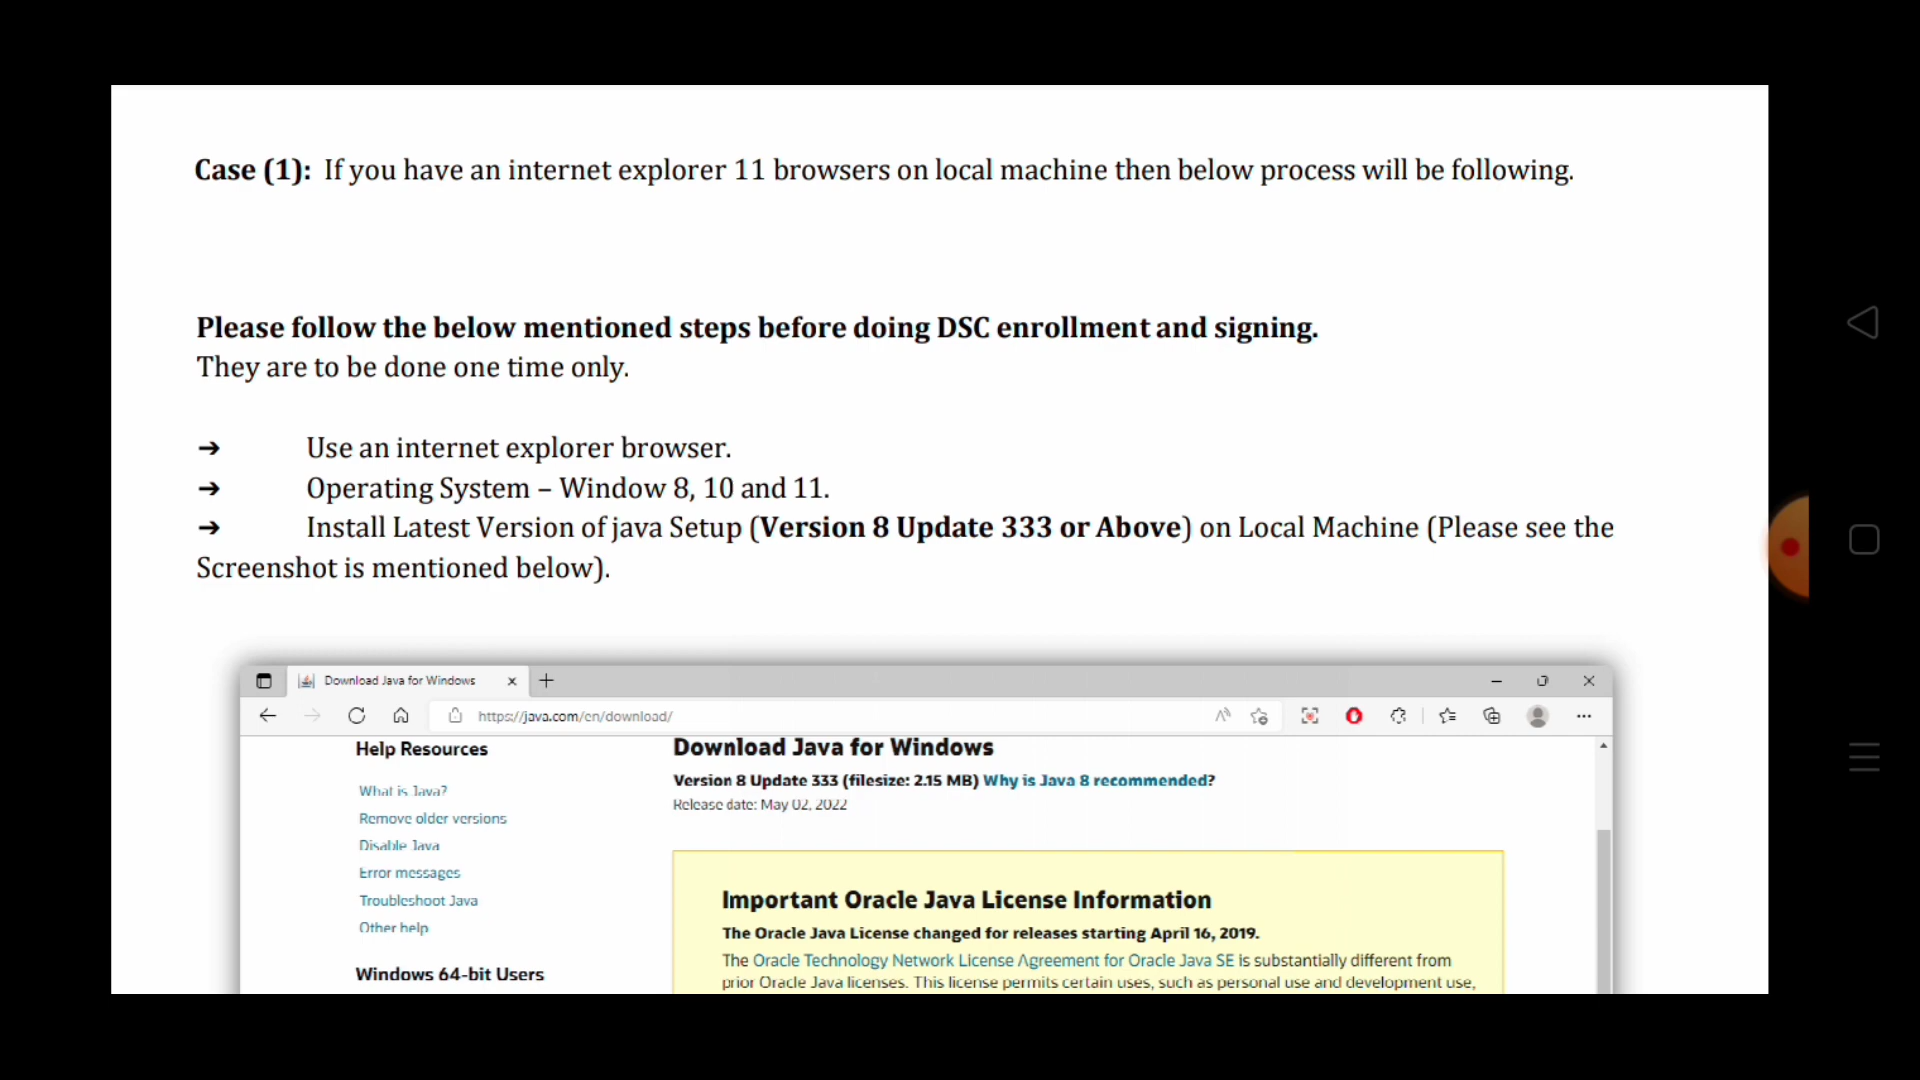 Case (1): If you have an internet explorer 11 browsers on local machine then below process will be following.
Please follow the below mentioned steps before doing DSC enrollment and signing.
They are to be done one time only.
➔ Use an internet explorer browser.
➔ Operating System – Window 8, 10 and 11.
➔ Install Latest Version of java Setup (Version 8 Update 333 or Above) on Local Machine (Please see the
Screenshot is mentioned below).
Download Java for Windows
https://java.com/en/download/
Help Resources
What is Java?
Remove older versions
Disable Java
Error messages
Troubleshoot Java
Other help
Windows 64-bit Users
Download Java for Windows
Version 8 Update 333 (filesize: 2.15 MB) Why is Java 8 recommended?
Release date: May 02, 2022
Important Oracle Java License Information
The Oracle Java License changed for releases starting April 16, 2019.
The Oracle Technology Network License Agreement for Oracle Java SE is substantially different from
prior Oracle Java licenses. This license permits certain uses, such as personal use and development use,